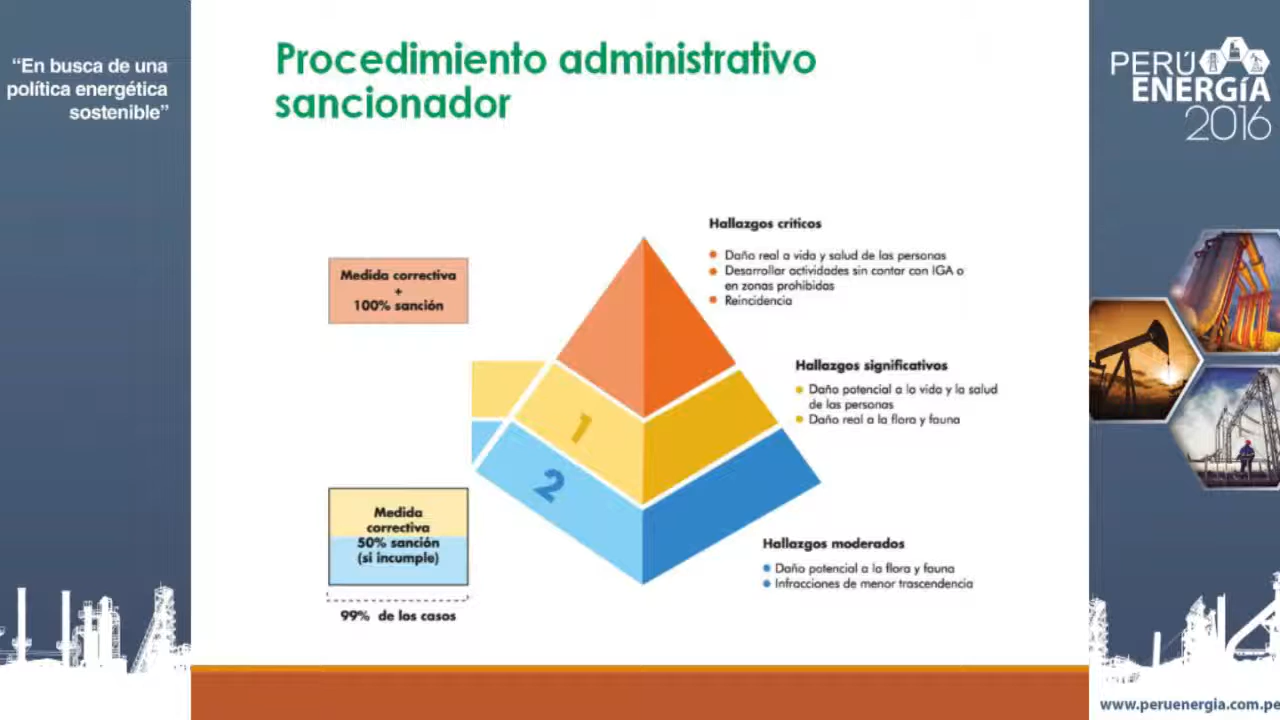 “En busca de una
política energética
sostenible”
Procedimiento administrativo
sancionador
PERÚ
ENERGÍA
2016
Hallazgos críticos
Daño real a vida y salud de las personas
Desarrollar actividades sin contar con IGA o
en zonas prohibidas
Reincidencia
Medida correctiva
+
100% sanción
Hallazgos significativos
Daño potencial a la vida y la salud
de las personas
Daño real a la flora y fauna
1
2
Medida
correctiva
50% sanción
(si incumple)
99% de los casos
Hallazgos moderados
Daño potencial a la flora y fauna
Infracciones de menor trascendencia
www.peruenergia.com.pe